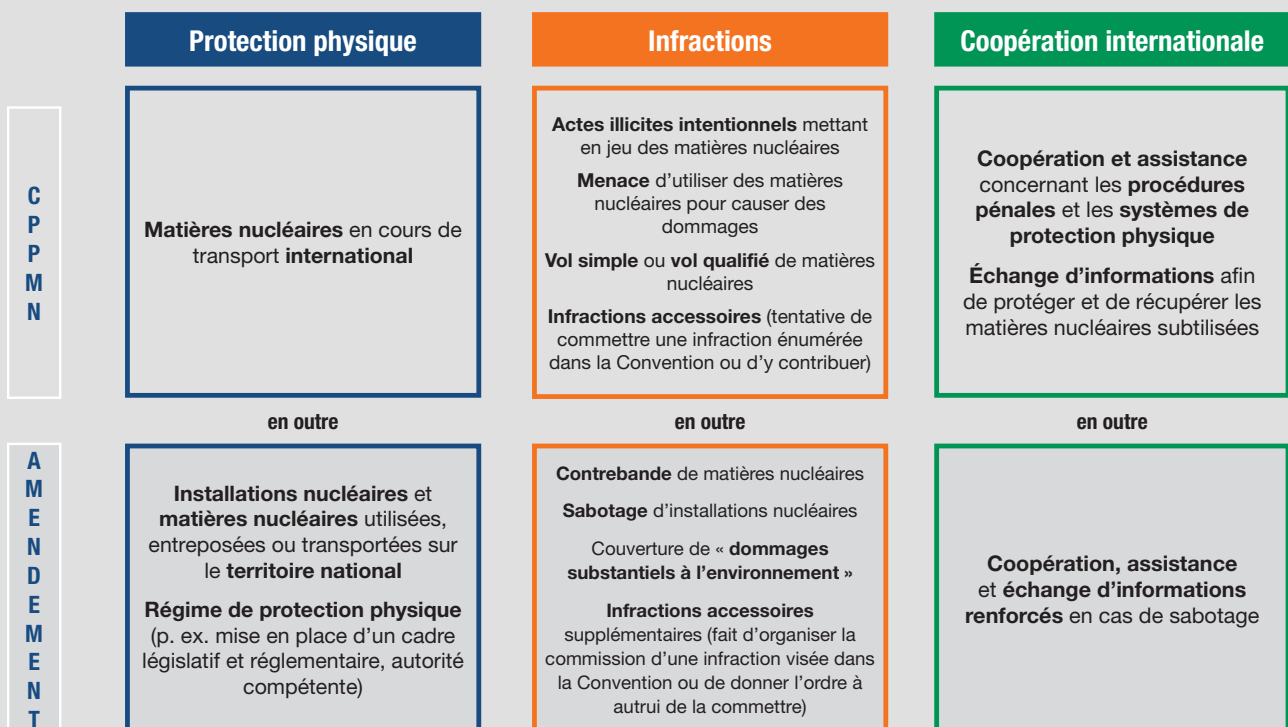 Protection physique
Infractions
Coopération internationale
C
P
P
M
N
Matières nucléaires en cours de
transport international
Actes illicites intentionnels mettant
en jeu des matières nucléaires
Menace d'utiliser des matières
nucléaires pour causer des
dommages
Vol simple ou vol qualifié de matières
nucléaires
Infractions accessoires (tentative de
commettre une infraction énumérée
dans la Convention ou d'y contribuer)
Coopération et assistance
concernant les procédures
pénales et les systèmes de
protection physique
Échange d'informations afin
de protéger et de récupérer les
matières nucléaires subtilisées
en outre
en outre
en outre
A
M
E
N
D
E
M
E
N
T
Installations nucléaires et
matières nucléaires utilisées,
entreposées ou transportées sur
le territoire national
Régime de protection physique
(p. ex. mise en place d'un cadre
législatif et réglementaire, autorité
compétente)
Contrebande de matières nucléaires
Sabotage d'installations nucléaires
Couverture de « dommages
substantiels à l'environnement »
Infractions accessoires
supplémentaires (fait d'organiser la
commission d'une infraction visée dans
la Convention ou de donner l'ordre à
autrui de la commettre)
Coopération, assistance
et échange d'informations
renforcés en cas de sabotage